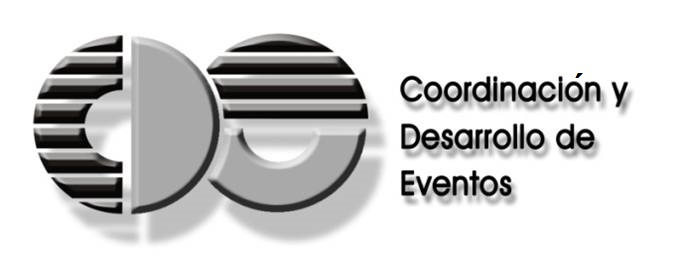 Coordinación y
Desarrollo de
Eventos